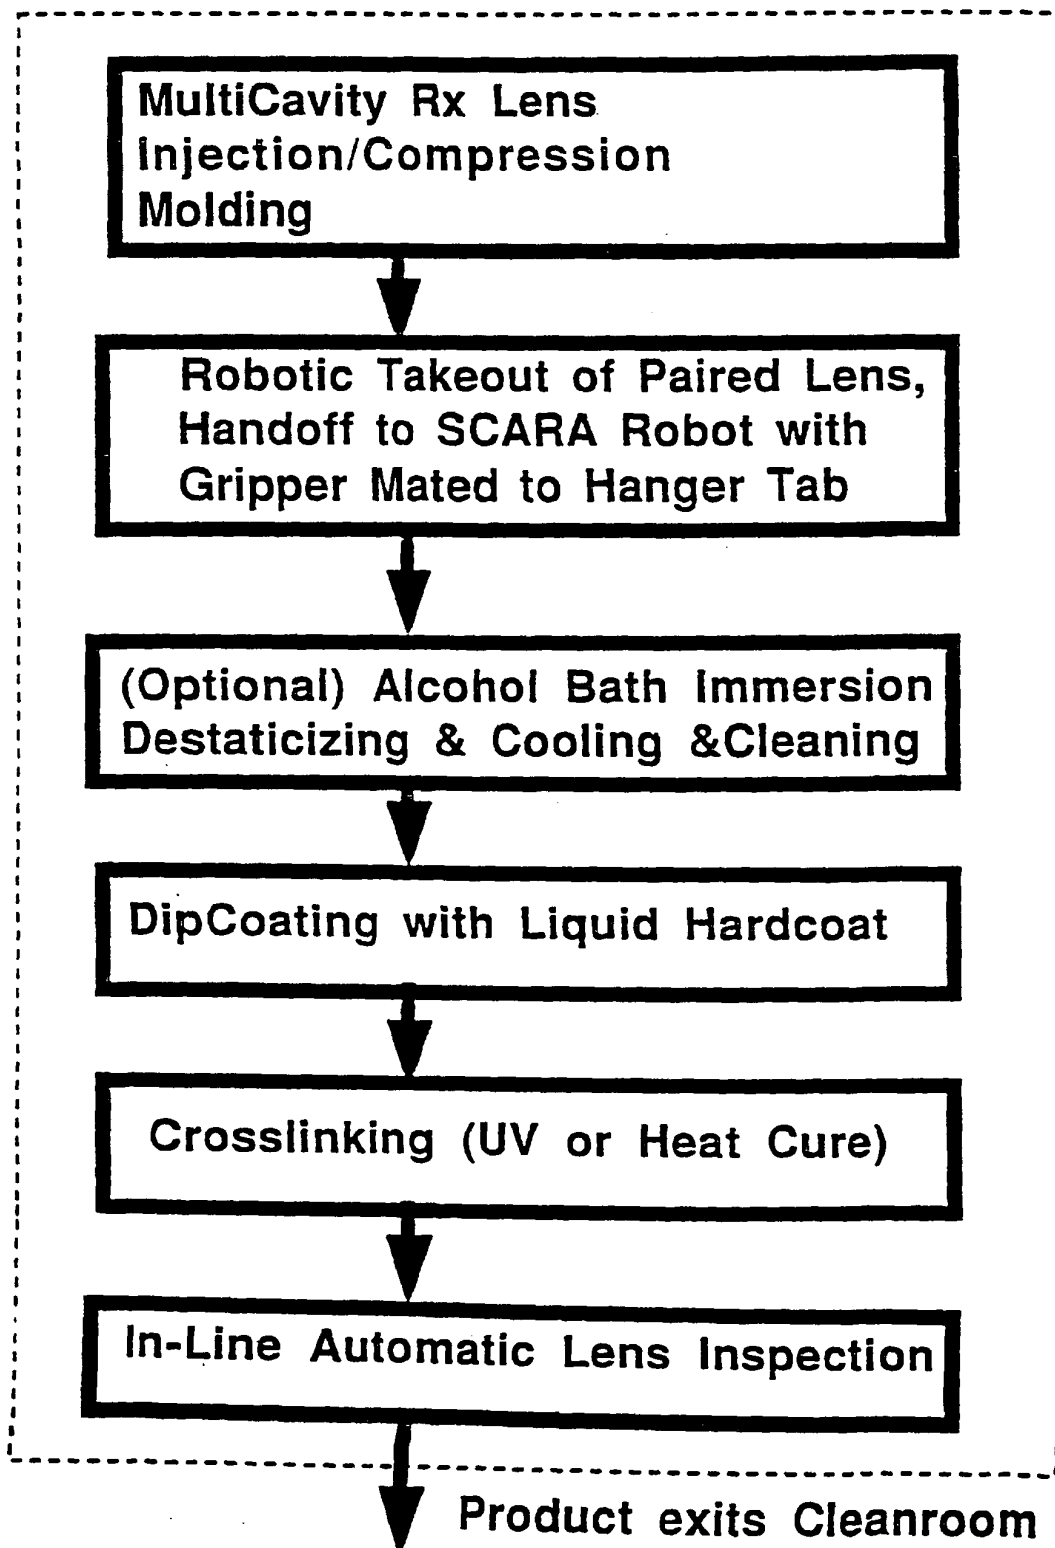 MultiCavity Rx Lens
Injection/Compression
Molding
Robotic Takeout of Paired Lens,
Handoff to SCARA Robot with
Gripper Mated to Hanger Tab
(Optional) Alcohol Bath Immersion
Destaticizing & Cooling &Cleaning
DipCoating with Liquid Hardcoat
Crosslinking (UV or Heat Cure)
In-Line Automatic Lens Inspection
Product exits Cleanroom